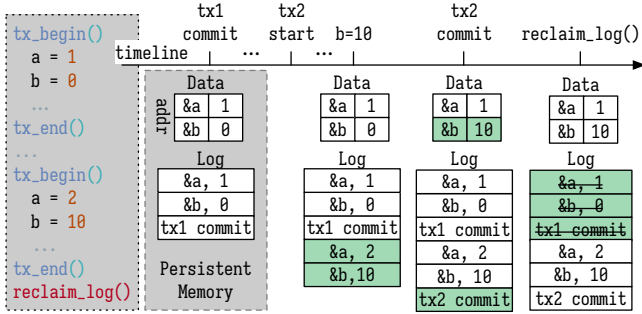 tx_begin()
a = 1
b = 0
...
tx_end()
...
tx_begin()
a = 2
b = 10
...
tx_end()
reclaim_log()
timeline
tx1
commit
...
tx2
start
...
b=10
tx2
commit
reclaim_log()
Data
addr
&a 1
&b 0
Log
&a, 1
&b, 0
tx1 commit
Persistent
Memory
Data
&a 1
&b 0
Log
&a, 1
&b, 0
tx1 commit
&a, 2
&b,10
Data
&a 1
&b 10
Log
&a, 1
&b, 0
tx1 commit
&a, 2
&b, 10
tx2 commit
Data
&a 1
&b 10
Log
&a, 1
&b, 0
tx1 commit
&a, 2
&b, 10
tx2 commit